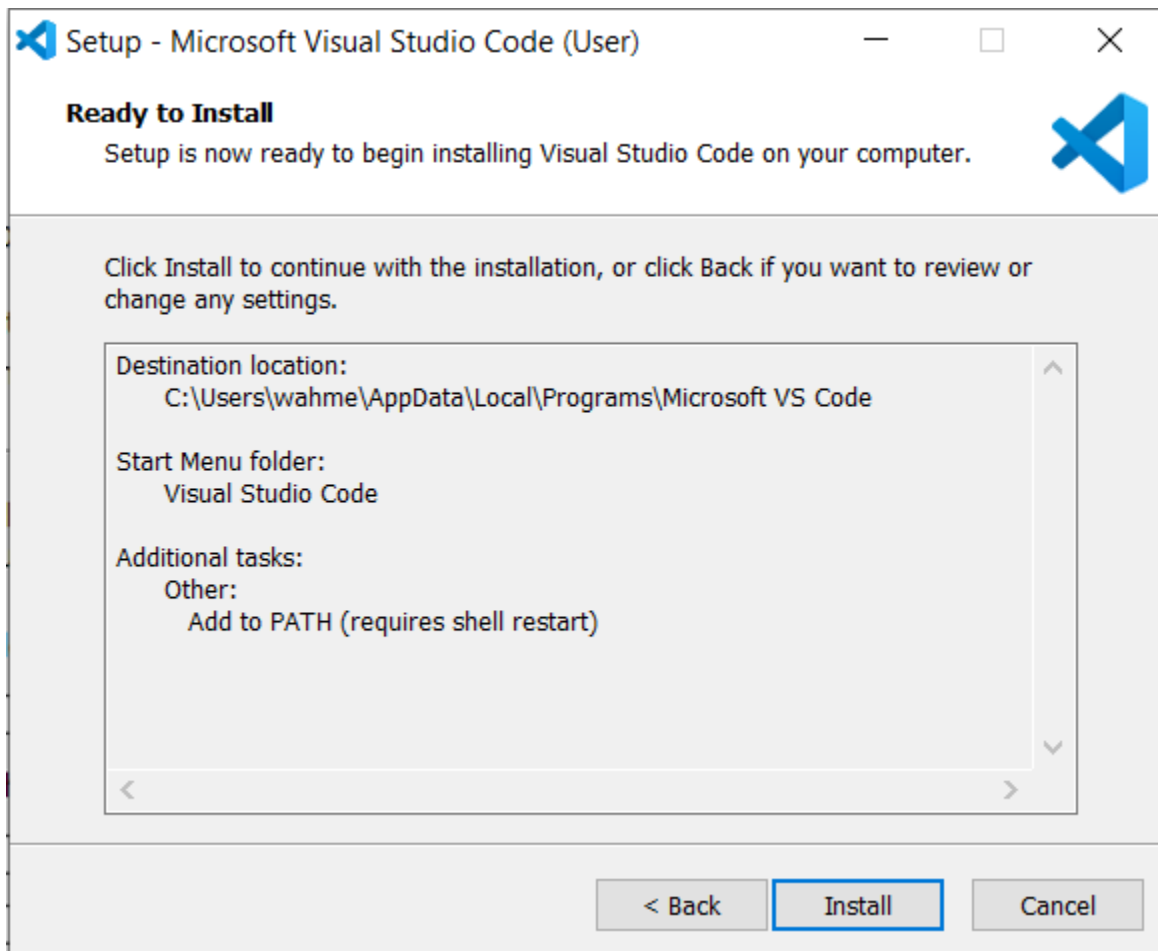 Setup - Microsoft Visual Studio Code (User)
Ready to Install
Setup is now ready to begin installing Visual Studio Code on your computer.
Click Install to continue with the installation, or click Back if you want to review or
change any settings.
Destination location:
C:\Users\wahme\AppData\Local\Programs\Microsoft VS Code
Start Menu folder:
Visual Studio Code
Additional tasks:
Other:
Add to PATH (requires shell restart)
< Back
Install
Cancel